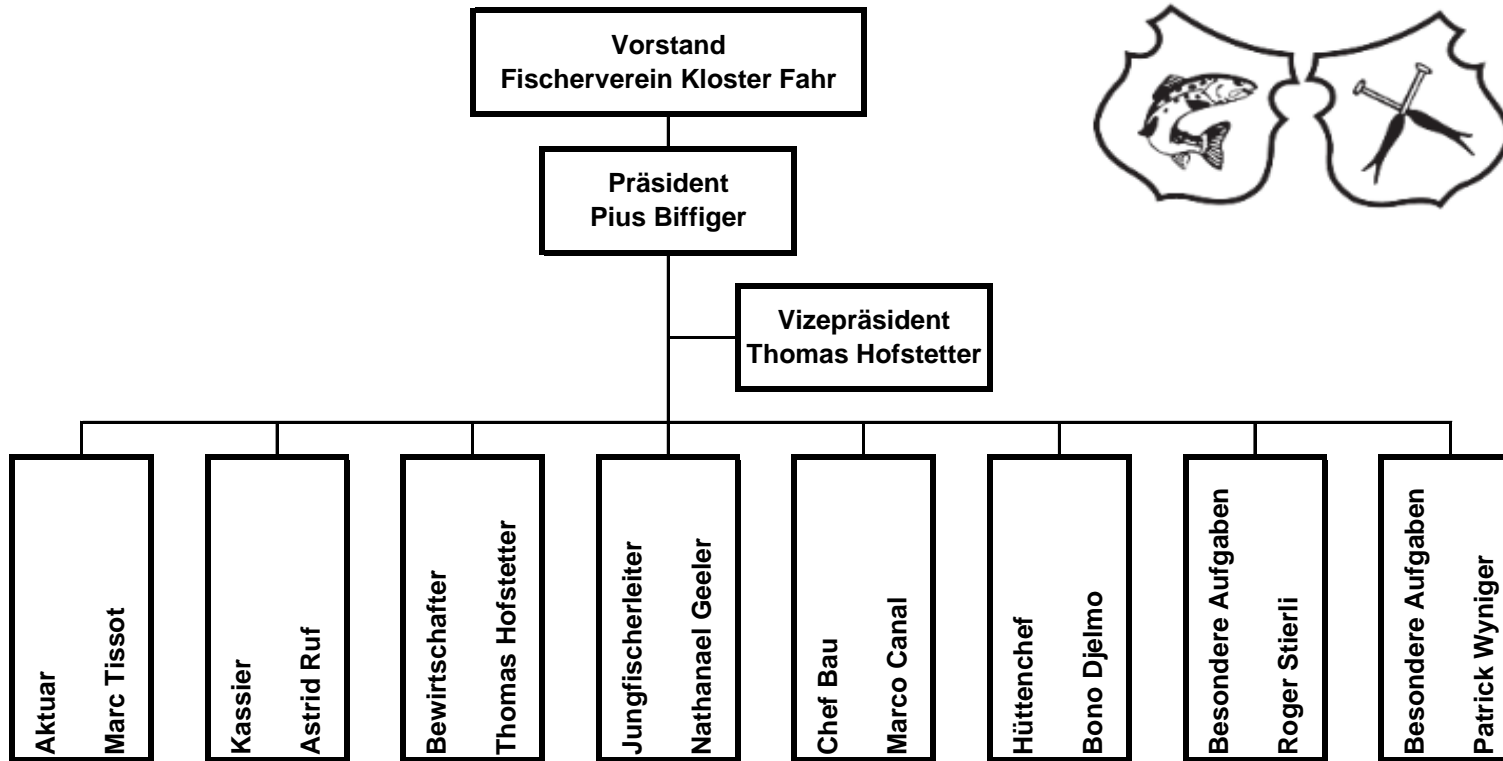 Vorstand
Fischerverein Kloster Fahr
Präsident
Pius Biffiger
Vizepräsident
Thomas Hofstetter
Aktuar
Marc Tissot
Kassier
Astrid Ruf
Bewirtschafter
Thomas Hofstetter
Jungfischerleiter
Nathanael Geeler
Chef Bau
Marco Canal
Hüttenchef
Bono Djelmo
Besondere Aufgaben
Roger Stierli
Besondere Aufgaben
Patrick Wyniger